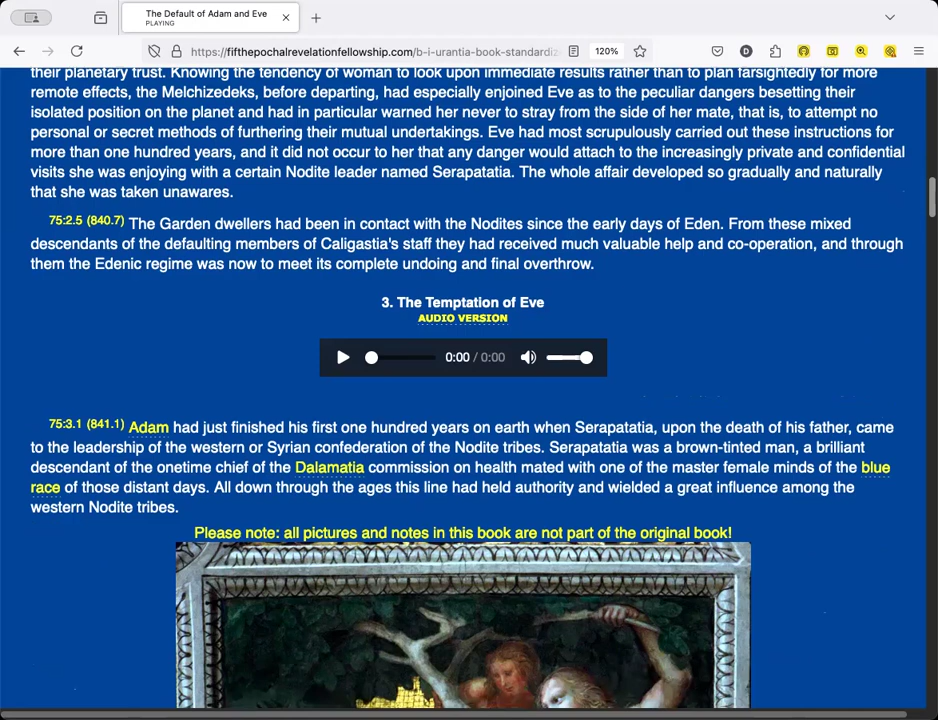 The Default of Adam and Eve
PLAYING
https://fifthepochalrevelationfellowship.com/b-i-urantia-book-standardiz
120%
their planetary trust. Knowing the tendency of woman to look upon immediate results rather than to plan farsightedly for more
remote effects, the Melchizedeks, before departing, had especially enjoined Eve as to the peculiar dangers besetting their
isolated position on the planet and had in particular warned her never to stray from the side of her mate, that is, to attempt no
personal or secret methods of furthering their mutual undertakings. Eve had most scrupulously carried out these instructions for
more than one hundred years, and it did not occur to her that any danger would attach to the increasingly private and confidential
visits she was enjoying with a certain Nodite leader named Serapatatia. The whole affair developed so gradually and naturally
that she was taken unawares.
75:2.5 (840.7) The Garden dwellers had been in contact with the Nodites since the early days of Eden. From these mixed
descendants of the defaulting members of Caligastia's staff they had received much valuable help and co-operation, and through
them the Edenic regime was now to meet its complete undoing and final overthrow.
3. The Temptation of Eve
AUDIO VERSION
0:00 / 0:00
75:3.1 (841.1) Adam had just finished his first one hundred years on earth when Serapatatia, upon the death of his father, came
to the leadership of the western or Syrian confederation of the Nodite tribes. Serapatatia was a brown-tinted man, a brilliant
descendant of the onetime chief of the Dalamatia commission on health mated with one of the master female minds of the blue
race of those distant days. All down through the ages this line had held authority and wielded a great influence among the
western Nodite tribes.
Please note: all pictures and notes in this book are not part of the original book!